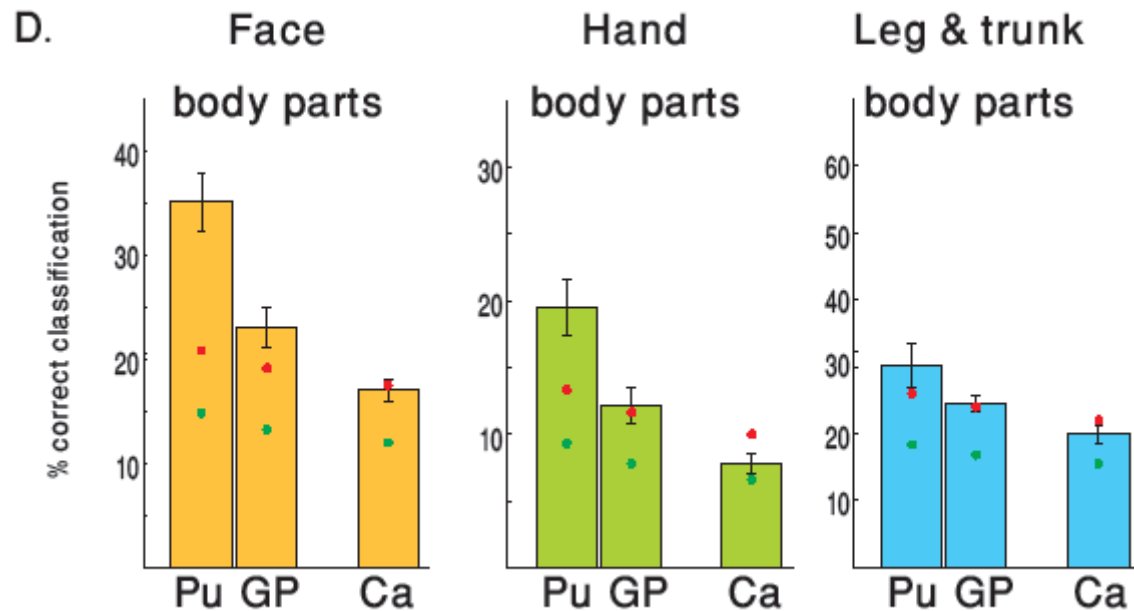 D.
Face
body parts
Hand
body parts
Leg & trunk
body parts
% correct classification
40
30
20
10
Pu GP Ca
30
20
10
Pu GP Ca
60
50
40
30
20
10
Pu GP Ca